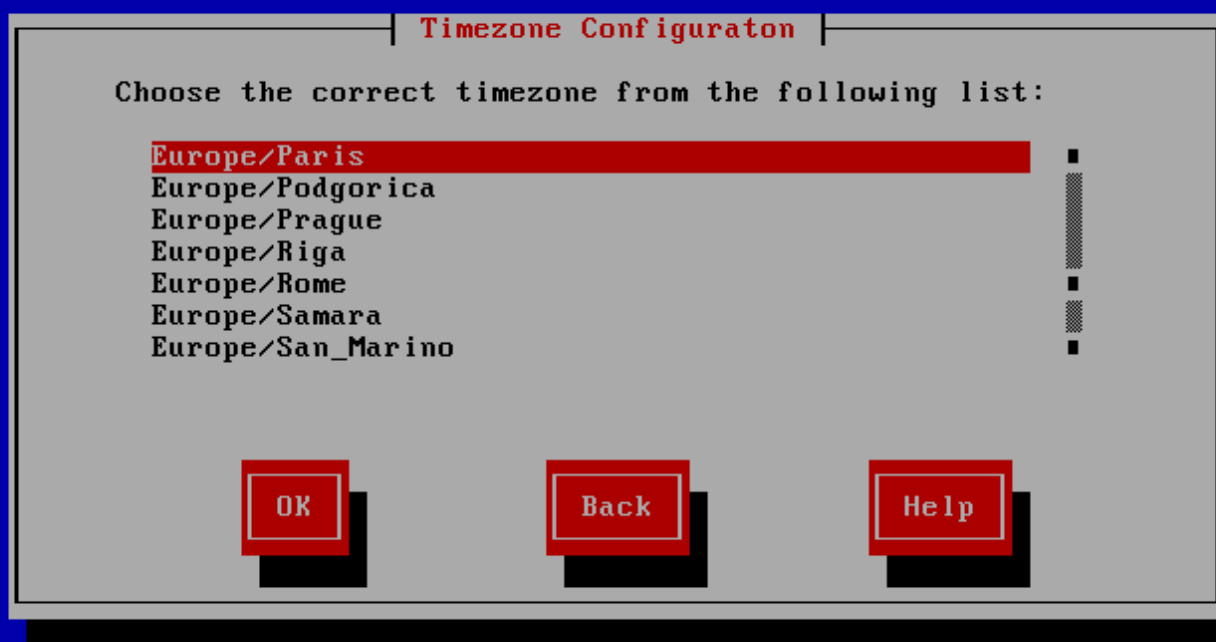 Timezone Configuraton
Choose the correct timezone from the following list:
Europe/Paris
Europe/Podgorica
Europe/Prague
Europe/Riga
Europe/Rome
Europe/Samara
Europe/San_Marino
OK Back Help